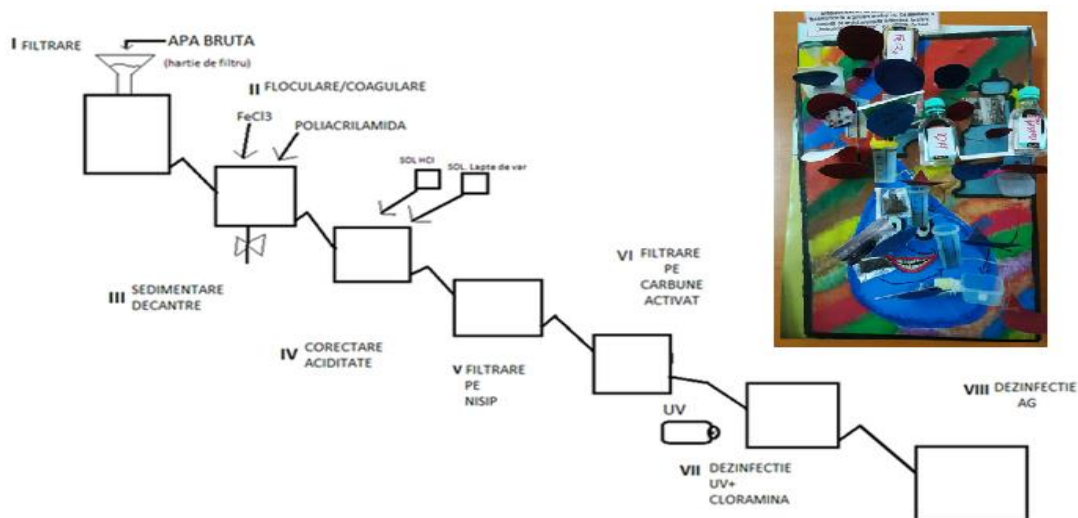 I FILTRARE
APA BRUTA
(hartie de filtru)
II FLOCULARE/COAGULARE
FeCl3
POLIACRILAMIDA
SOL HCl
SOL. Lapte de var
III SEDIMENTARE
DECANTRE
IV CORECTARE
ACIDITATE
V FILTRARE
PE
NISIP
VI FILTRARE
PE
CARBUNE
ACTIVAT
UV
VII DEZINFECTIE
UV+
CLORAMINA
VIII DEZINFECTIE
AG
HCl